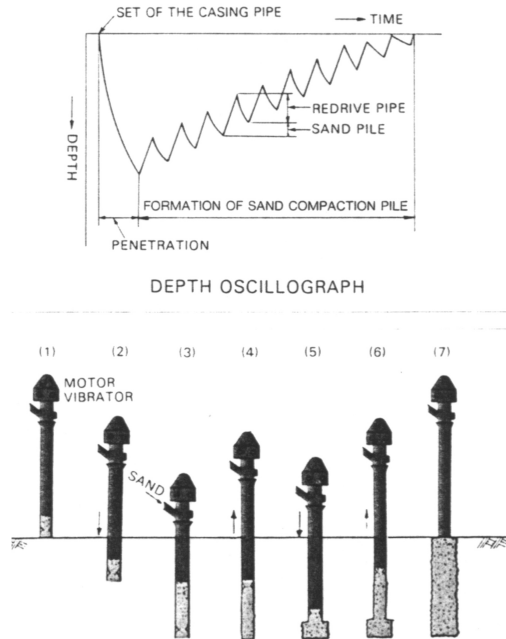 SET OF THE CASING PIPE
TIME
DEPTH
REDRIVE PIPE
SAND PILE
FORMATION OF SAND COMPACTION PILE
PENETRATION
DEPTH OSCILLOGRAPH
(1) (2) (3) (4) (5) (6) (7)
MOTOR
VIBRATOR
SAND